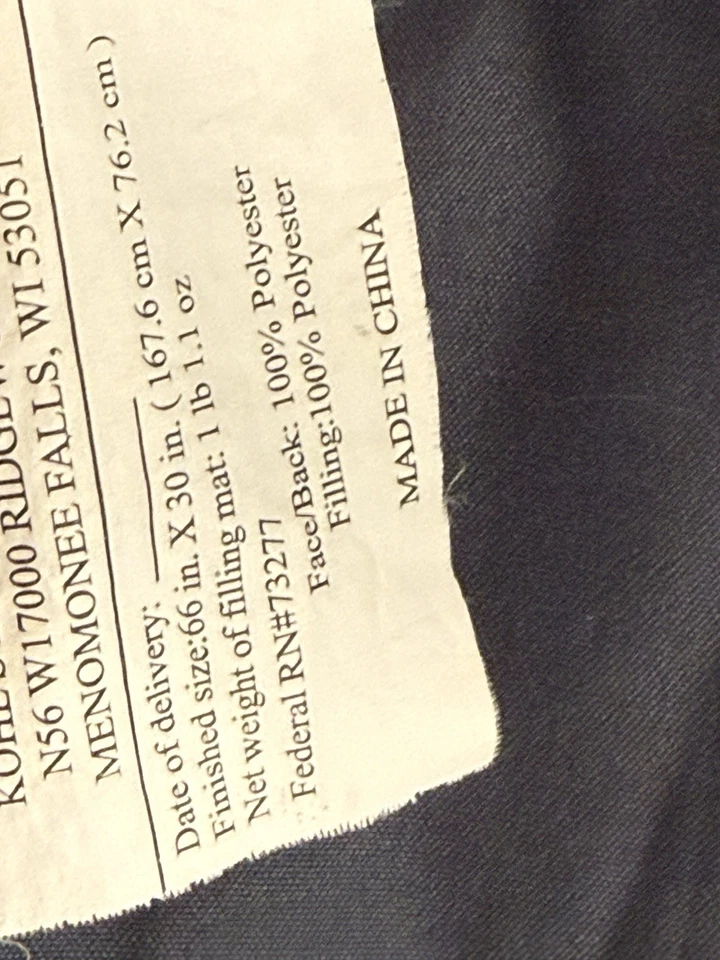 N56 W17000
MENOMONEE FALLS, WI 53051
Date of delivery:
Finished size:66 in. X 30 in. ( 167.6 cm X 76.2 cm )
Net weight of filling mat: 1 lb 1.1 oz
Federal RN#73277
Face/Back: 100% Polyester
Filling:100% Polyester
MADE IN CHINA